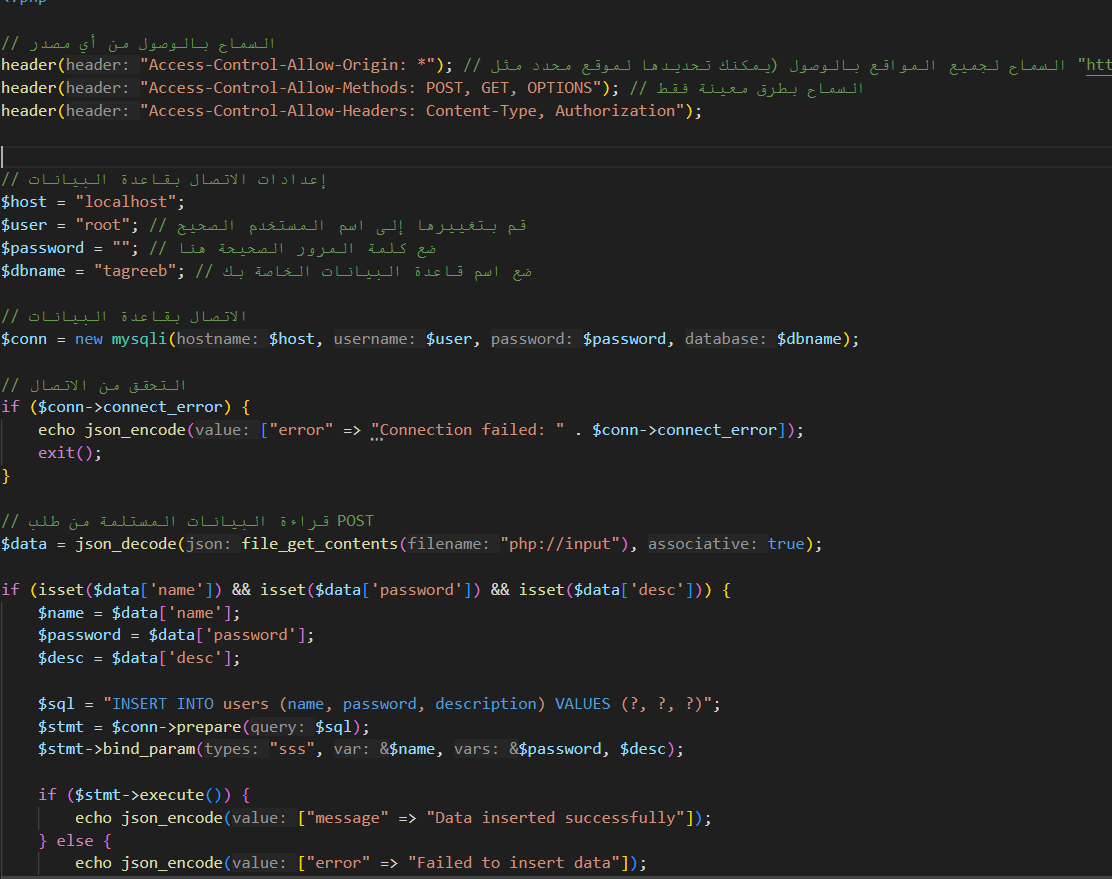 <?php
// السماح بالوصول من أي مصدر
header(header: "Access-Control-Allow-Origin: *"); // السماح لجميع المواقع بالوصول (يمكنك تحديدها لموقع محدد مثل "htt
header(header: "Access-Control-Allow-Methods: POST, GET, OPTIONS"); // السماح بطرق معينة فقط
header(header: "Access-Control-Allow-Headers: Content-Type, Authorization");
// إعدادات الاتصال بقاعدة البيانات
$host = "localhost";
$user = "root"; // قم بتغييرها إلى اسم المستخدم الصحيح
$password = ""; // ضع كلمة المرور الصحيحة هنا
$dbname = "tagreeb"; // ضع اسم قاعدة البيانات الخاصة بك
// الاتصال بقاعدة البيانات
$conn = new mysqli(hostname: $host, username: $user, password: $password, database: $dbname);
// التحقق من الاتصال
if ($conn->connect_error) {
echo json_encode(value: ["error" => "Connection failed: " . $conn->connect_error]);
exit();
}
// قراءة البيانات المستلمة من طلب POST
$data = json_decode(json: file_get_contents(filename: "php://input"), associative: true);
if (isset($data['name']) && isset($data['password']) && isset($data['desc'])) {
$name = $data['name'];
$password = $data['password'];
$desc = $data['desc'];
$sql = "INSERT INTO users (name, password, description) VALUES (?, ?, ?)";
$stmt = $conn->prepare(query: $sql);
$stmt->bind_param(types: "sss", var: &$name, vars: &$password, $desc);
if ($stmt->execute()) {
echo json_encode(value: ["message" => "Data inserted successfully"]);
} else {
echo json_encode(value: ["error" => "Failed to insert data"]);